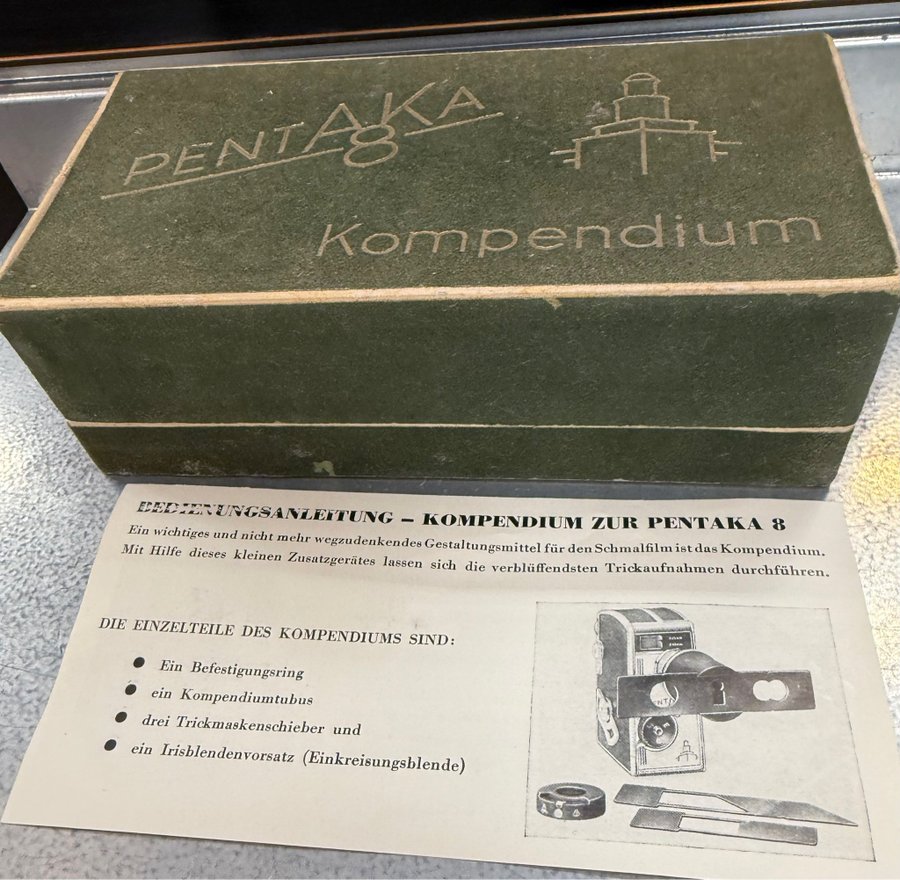 PENTAKA
8
Kompendium
BEDIENUNGSANLEITUNG – KOMPENDIUM ZUR PENTAKA 8
Ein wichtiges und nicht mehr wegzudenkendes Gestaltungsmittel für den Schmalfilm ist das Kompendium.
Mit Hilfe dieses kleinen Zusatzgerätes lassen sich die verblüffendsten Trickaufnahmen durchführen.
DIE EINZELTEILE DES KOMPENDIUMS SIND:
● Ein Befestigungsring
● ein Kompendiumtubus
● drei Trickmaskenschieber und
● ein Irisblendenvorsatz (Einkreisungsblende)